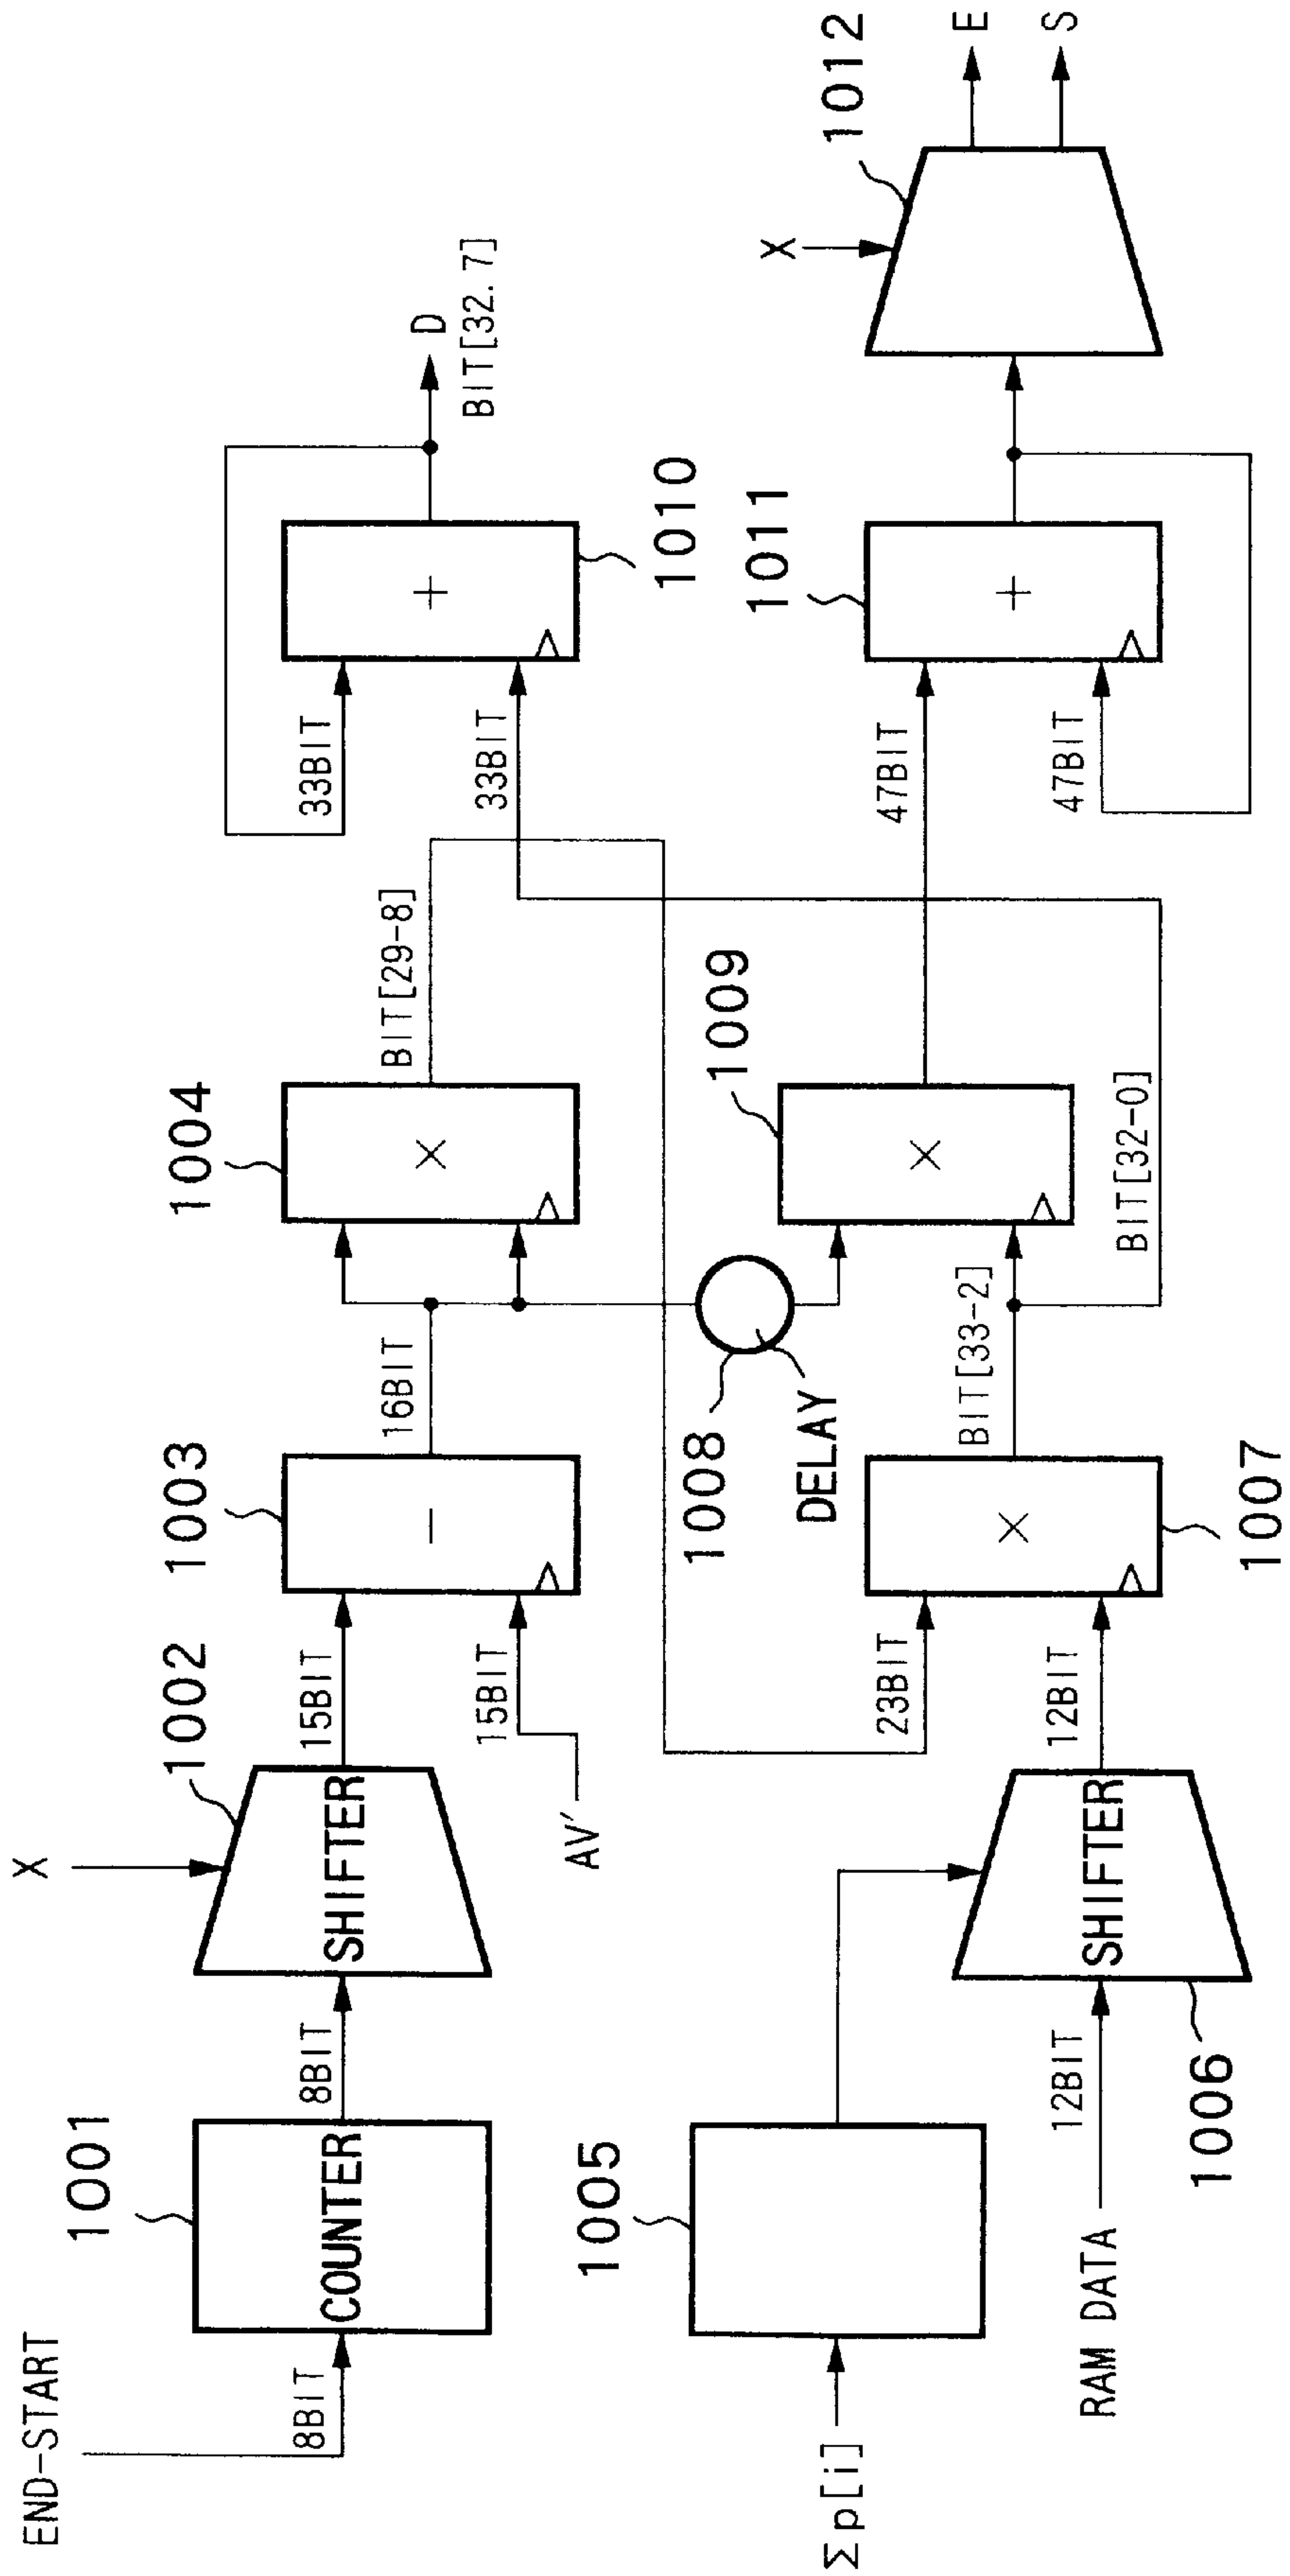 END-START
8BIT
1001
COUNTER
8BIT
X
1002
SHIFTER
15BIT
15BIT
AV′
1003
−
16BIT
1004
×
BIT[29-8]
33BIT
33BIT
1010
+
D
BIT[32.7]
Σp[i]
1005
RAM DATA
12BIT
1006
SHIFTER
23BIT
12BIT
1007
×
1008
DELAY
BIT[33-2]
1009
×
BIT[32-0]
47BIT
47BIT
1011
+
X
1012
E
S